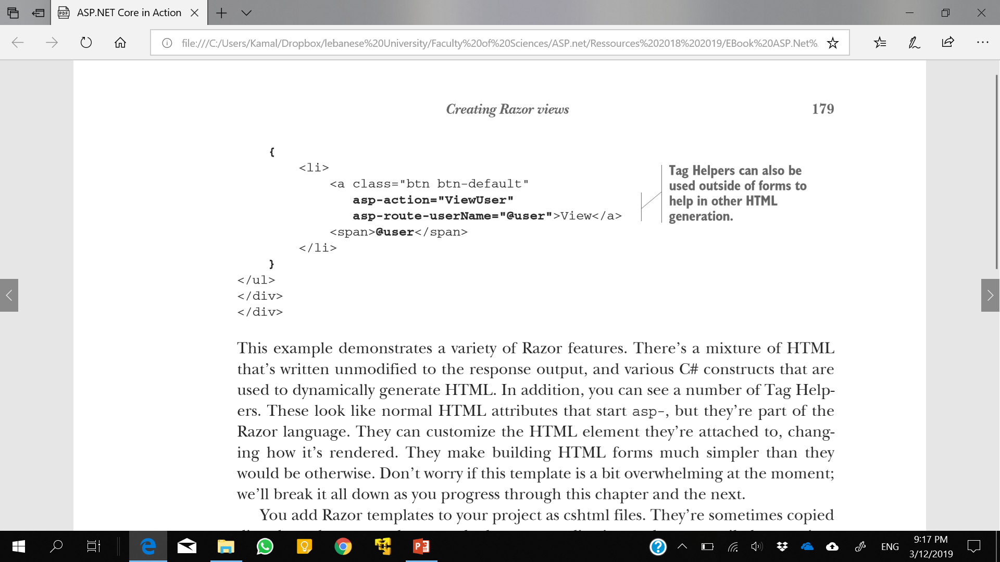 ASP.NET Core in Action
file:///C:/Users/Kamal/Dropbox/lebanese%20University/Faculty%20of%20Sciences/ASP.net/Ressources%202018%202019/EBook%20ASP.Net%
Creating Razor views 179
{
<li>
<a class="btn btn-default"
asp-action="ViewUser"
asp-route-userName="@user">View</a>
<span>@user</span>
</li>
}
</ul>
</div>
</div>
Tag Helpers can also be
used outside of forms to
help in other HTML
generation.
This example demonstrates a variety of Razor features. There’s a mixture of HTML
that’s written unmodified to the response output, and various C# constructs that are
used to dynamically generate HTML. In addition, you can see a number of Tag Help-
ers. These look like normal HTML attributes that start asp-, but they’re part of the
Razor language. They can customize the HTML element they’re attached to, chang-
ing how it’s rendered. They make building HTML forms much simpler than they
would be otherwise. Don’t worry if this template is a bit overwhelming at the moment;
we’ll break it all down as you progress through this chapter and the next.
You add Razor templates to your project as cshtml files. They’re sometimes copied
ENG
9:17 PM
3/12/2019